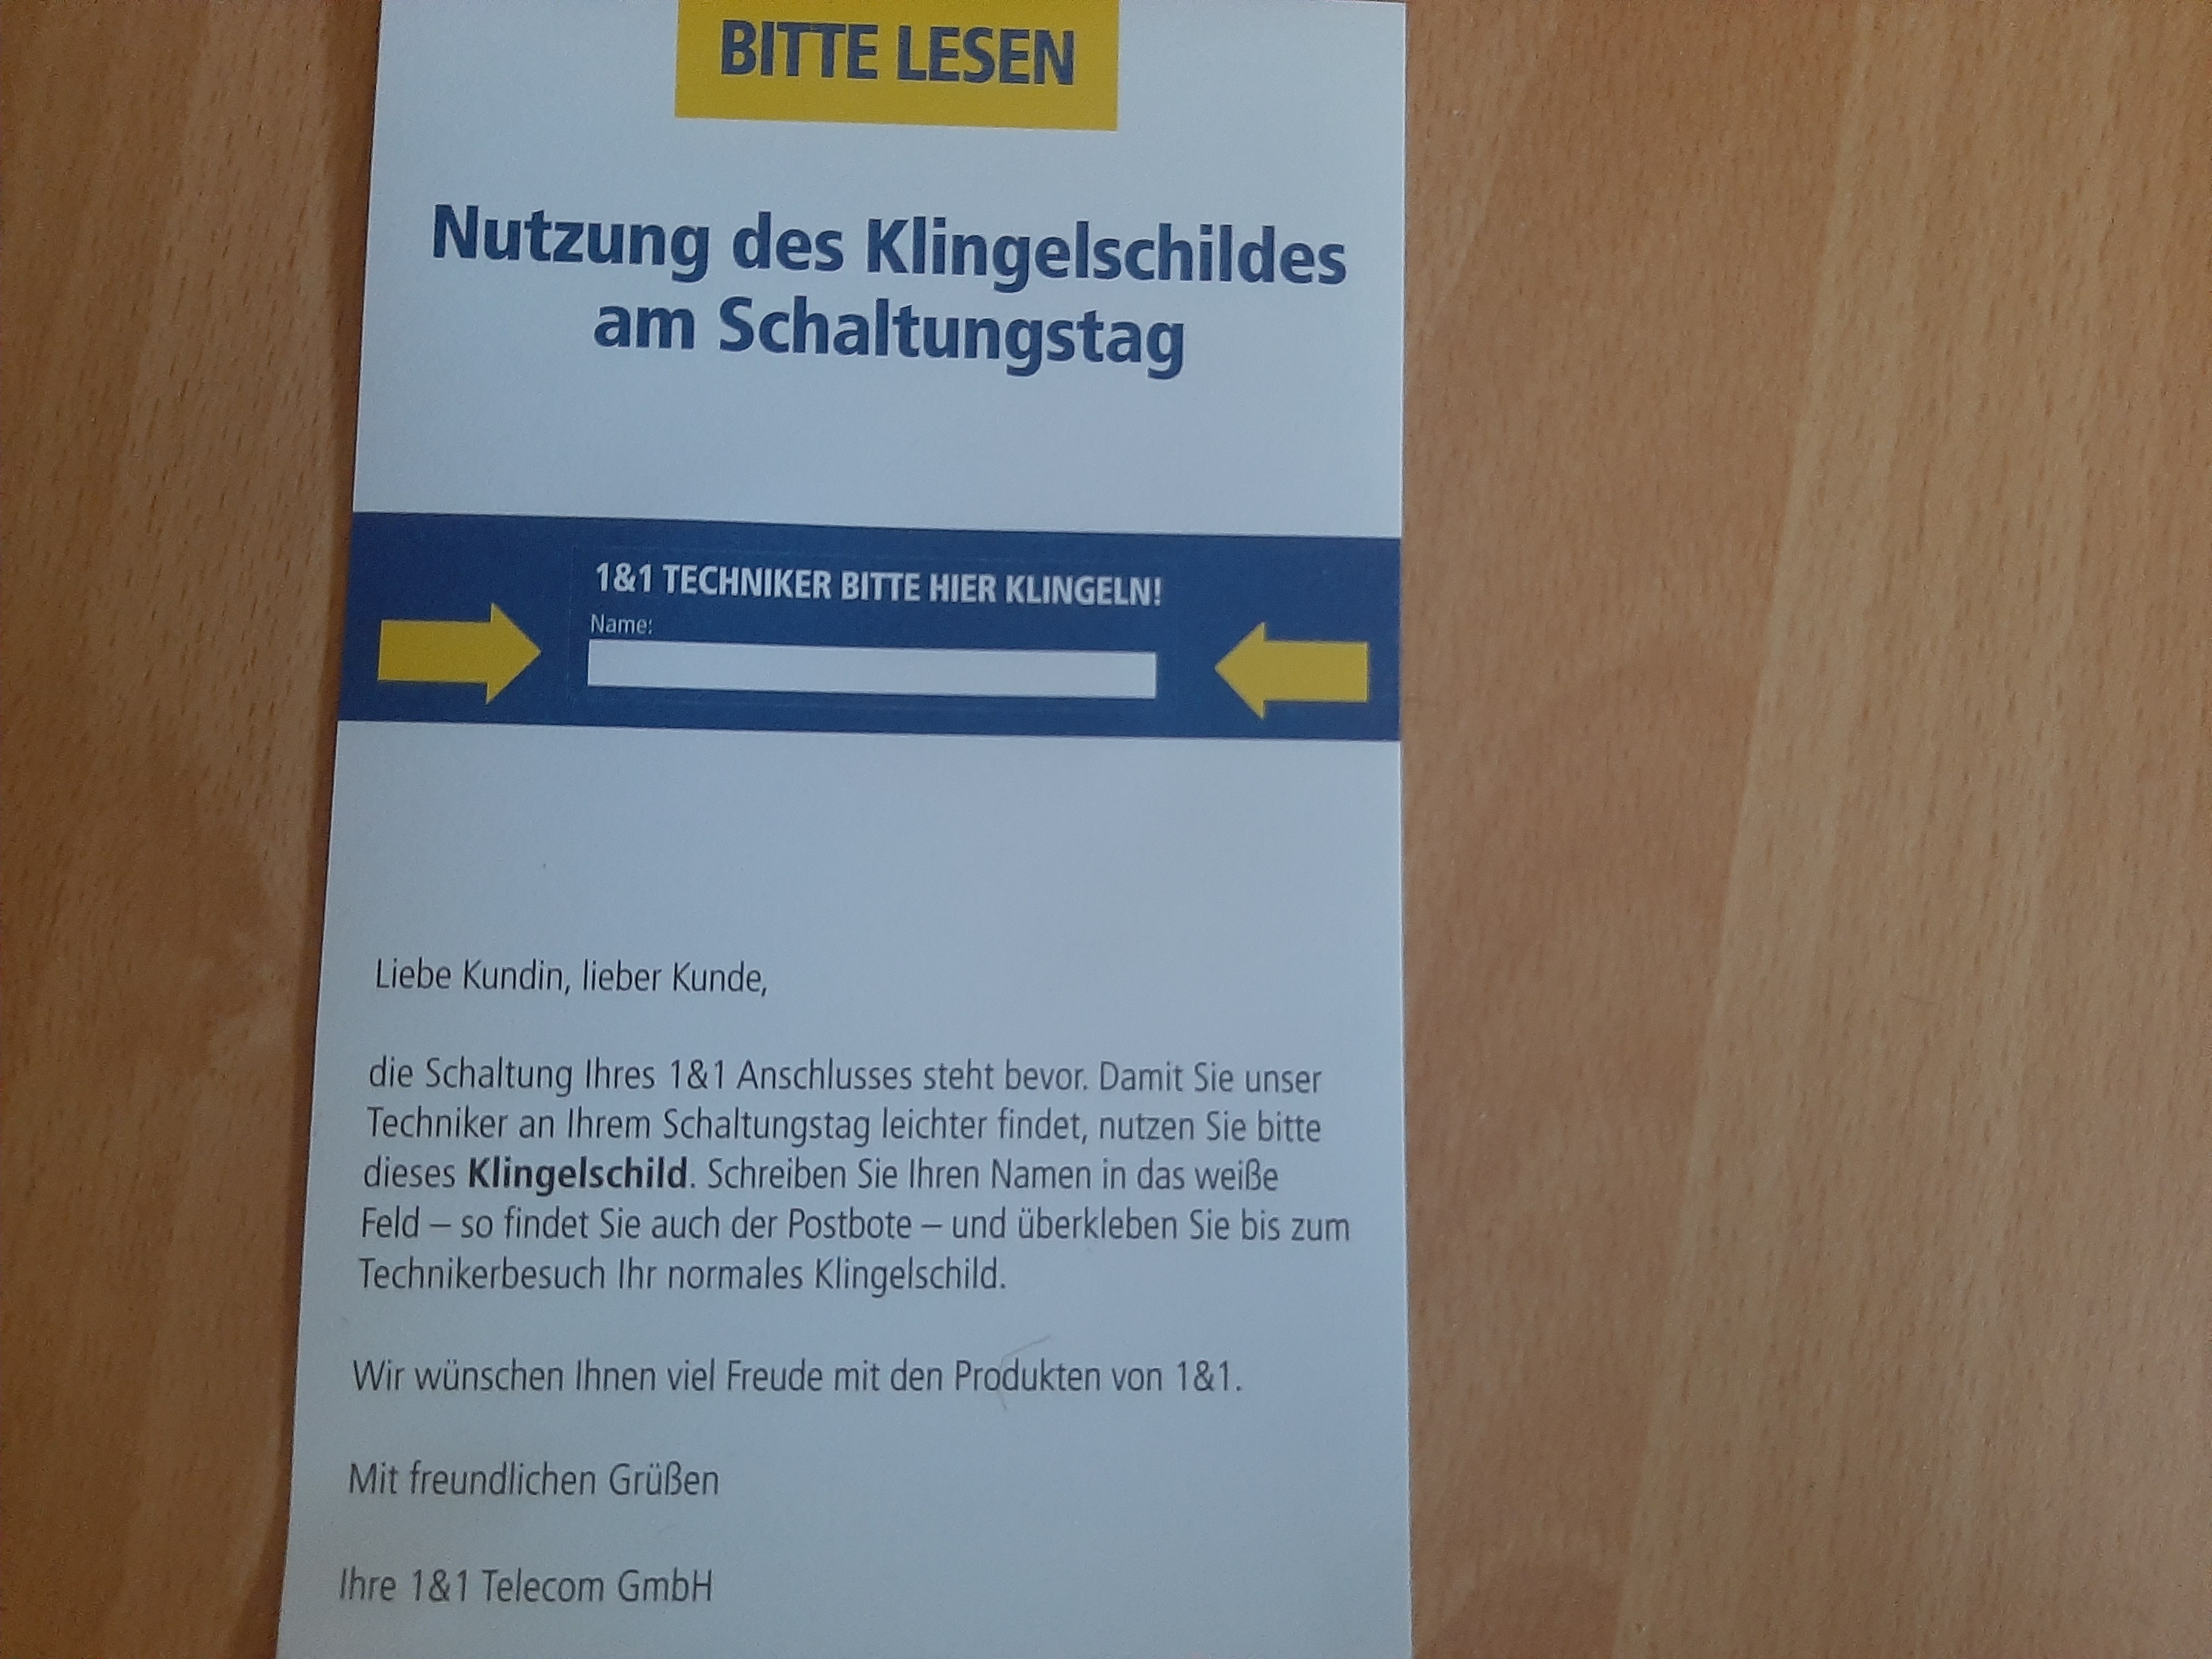 BITTE LESEN
Nutzung des Klingelschildes
am Schaltungstag
1&1 TECHNIKER BITTE HIER KLINGELN!
Name:
Liebe Kundin, lieber Kunde,
die Schaltung Ihres 1&1 Anschlusses steht bevor. Damit Sie unser
Techniker an Ihrem Schaltungstag leichter findet, nutzen Sie bitte
dieses Klingelschild. Schreiben Sie Ihren Namen in das weiße
Feld – so findet Sie auch der Postbote – und überkleben Sie bis zum
Technikerbesuch Ihr normales Klingelschild.
Wir wünschen Ihnen viel Freude mit den Produkten von 1&1.
Mit freundlichen Grüßen
Ihre 1&1 Telecom GmbH